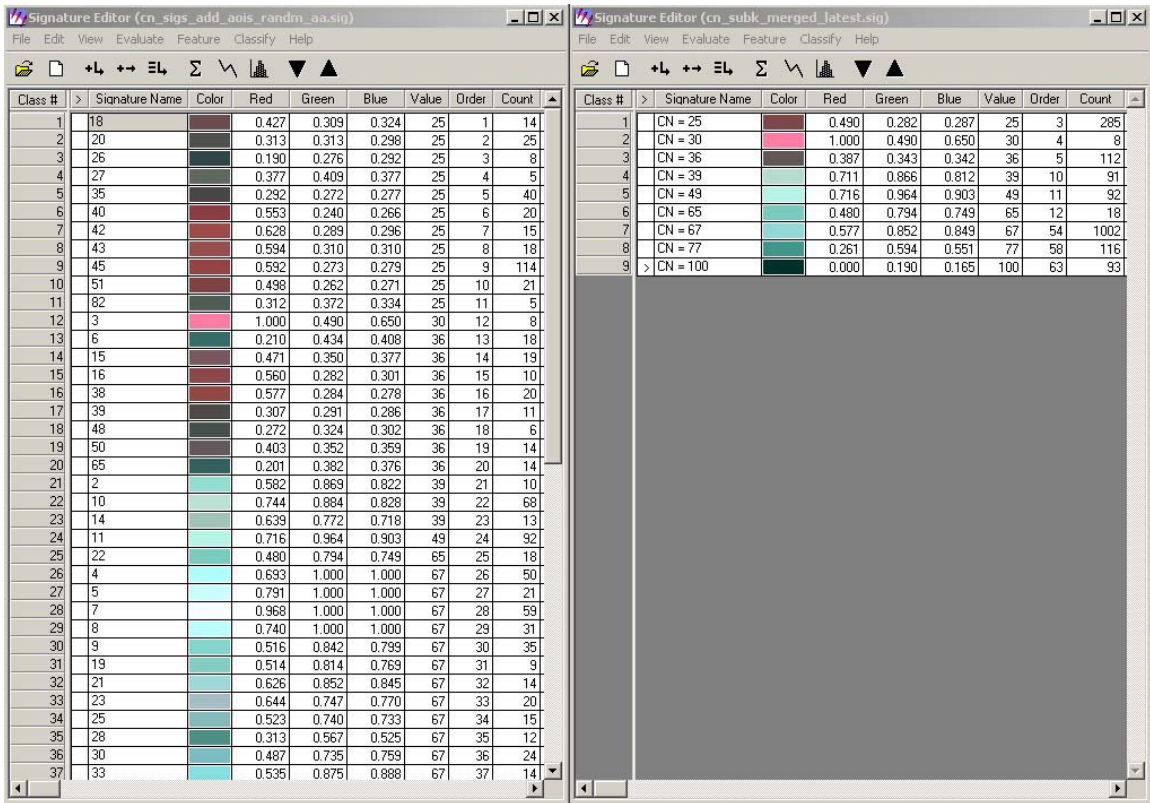 Signature Editor (cn_sigs_add_aois_randm_aa.sig)
File Edit View Evaluate Feature Classify Help
Class # > Signature Name Color Red Green Blue Value Order Count
1 18 0.427 0.309 0.324 25 1 14
2 20 0.313 0.313 0.298 25 2 25
3 26 0.190 0.276 0.292 25 3 8
4 27 0.377 0.409 0.377 25 4 5
5 35 0.292 0.272 0.277 25 5 40
6 40 0.553 0.240 0.266 25 6 20
7 42 0.628 0.289 0.296 25 7 15
8 43 0.594 0.310 0.310 25 8 18
9 45 0.592 0.273 0.279 25 9 114
10 51 0.498 0.262 0.271 25 10 21
11 82 0.312 0.372 0.334 25 11 5
12 3 1.000 0.490 0.650 30 12 8
13 6 0.210 0.434 0.408 36 13 18
14 15 0.471 0.350 0.377 36 14 19
15 16 0.560 0.282 0.301 36 15 10
16 38 0.577 0.284 0.278 36 16 20
17 39 0.307 0.291 0.286 36 17 11
18 48 0.272 0.324 0.302 36 18 6
19 50 0.403 0.352 0.359 36 19 14
20 65 0.201 0.382 0.376 36 20 14
21 2 0.582 0.869 0.822 39 21 10
22 10 0.744 0.884 0.828 39 22 68
23 14 0.639 0.772 0.718 39 23 13
24 11 0.716 0.964 0.903 49 24 92
25 22 0.480 0.794 0.749 65 25 18
26 4 0.693 1.000 1.000 67 26 50
27 5 0.791 1.000 1.000 67 27 21
28 7 0.968 1.000 1.000 67 28 59
29 8 0.740 1.000 1.000 67 29 31
30 9 0.516 0.842 0.799 67 30 35
31 19 0.514 0.814 0.769 67 31 9
32 21 0.626 0.852 0.845 67 32 14
33 23 0.644 0.747 0.770 67 33 20
34 25 0.523 0.740 0.733 67 34 15
35 28 0.313 0.567 0.525 67 35 12
36 30 0.487 0.735 0.759 67 36 24
37 33 0.535 0.875 0.888 67 37 14
Signature Editor (cn_subk_merged_latest.sig)
File Edit View Evaluate Feature Classify Help
Class # > Signature Name Color Red Green Blue Value Order Count
1 CN = 25 0.490 0.282 0.287 25 3 285
2 CN = 30 1.000 0.490 0.650 30 4 8
3 CN = 36 0.387 0.343 0.342 36 5 112
4 CN = 39 0.711 0.866 0.812 39 10 91
5 CN = 49 0.716 0.964 0.903 49 11 92
6 CN = 65 0.480 0.794 0.749 65 12 18
7 CN = 67 0.577 0.852 0.849 67 54 1002
8 CN = 77 0.261 0.594 0.551 77 58 116
9 > CN = 100 0.000 0.190 0.165 100 63 93